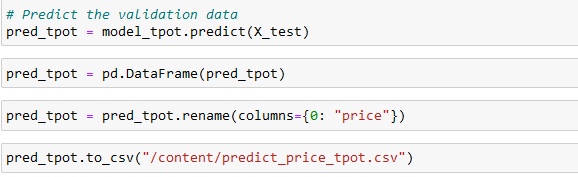 # Predict the validation data
pred_tpot = model_tpot.predict(X_test)
pred_tpot = pd.DataFrame(pred_tpot)
pred_tpot = pred_tpot.rename(columns={0: "price"})
pred_tpot.to_csv("/content/predict_price_tpot.csv")